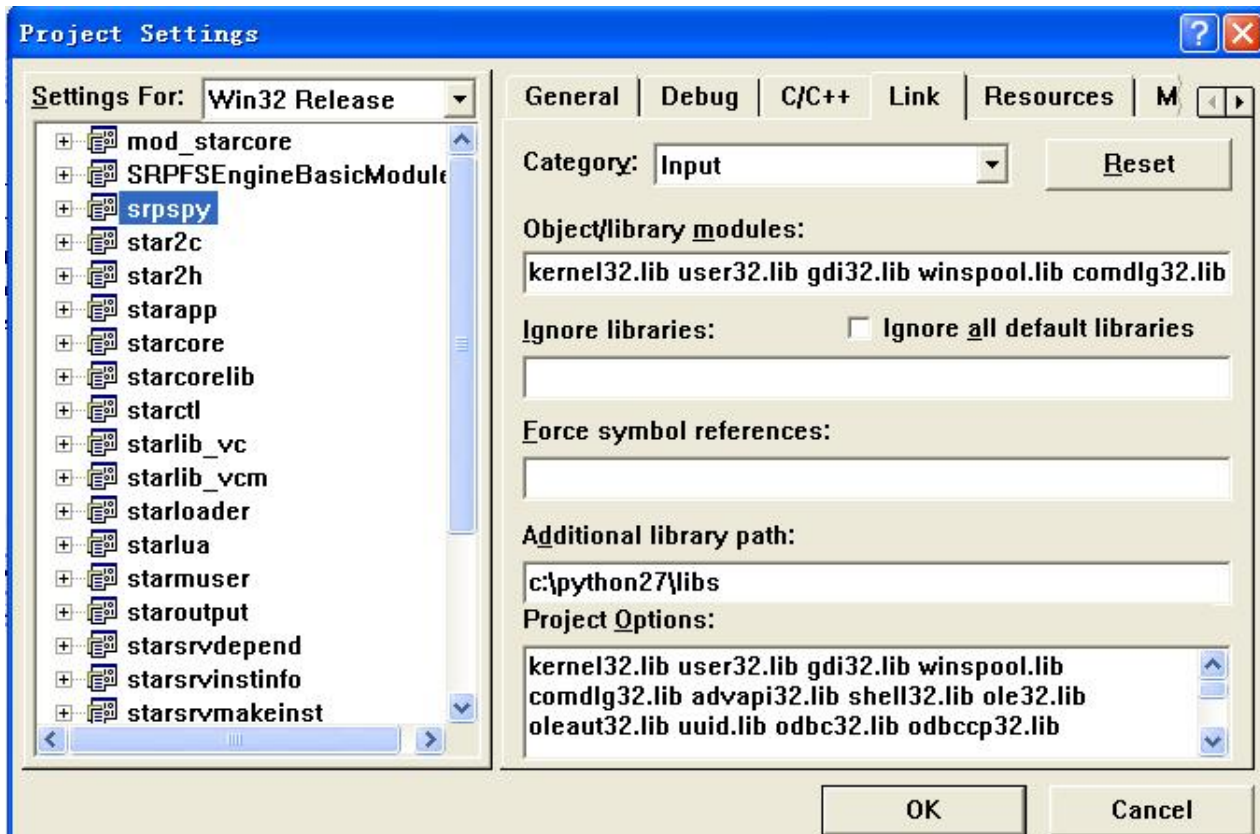 Project Settings
Settings For: Win32 Release
mod_starcore
SRPFSEngineBasicModule
srpspy
star2c
star2h
starapp
starcore
starcorelib
starctl
starlib_vc
starlib_vcm
starloader
starlua
starmuser
staroutput
starsrvdepend
starsrvinstinfo
starsrvmakeinst
General Debug C/C++ Link Resources M
Category: Input Reset
Object/library modules:
kernel32.lib user32.lib gdi32.lib winspool.lib comdlg32.lib
Ignore libraries: Ignore all default libraries
Force symbol references:
Additional library path:
c:\python27\libs
Project Options:
kernel32.lib user32.lib gdi32.lib winspool.lib
comdlg32.lib advapi32.lib shell32.lib ole32.lib
oleaut32.lib uuid.lib odbc32.lib odbccp32.lib
OK Cancel